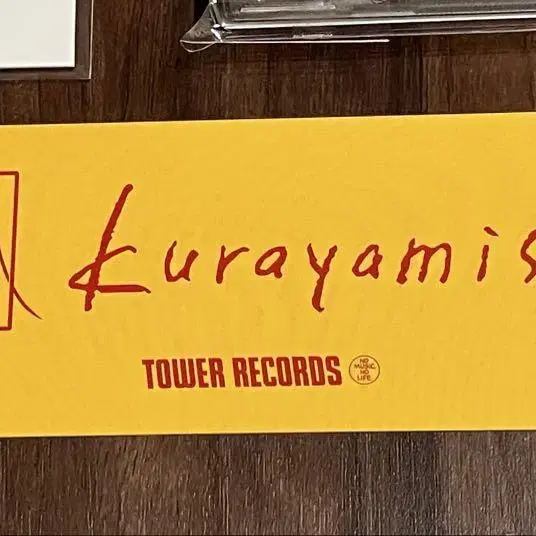 kurayamis
TOWER RECORDS
NO
MUSIC,
NO
LIFE.